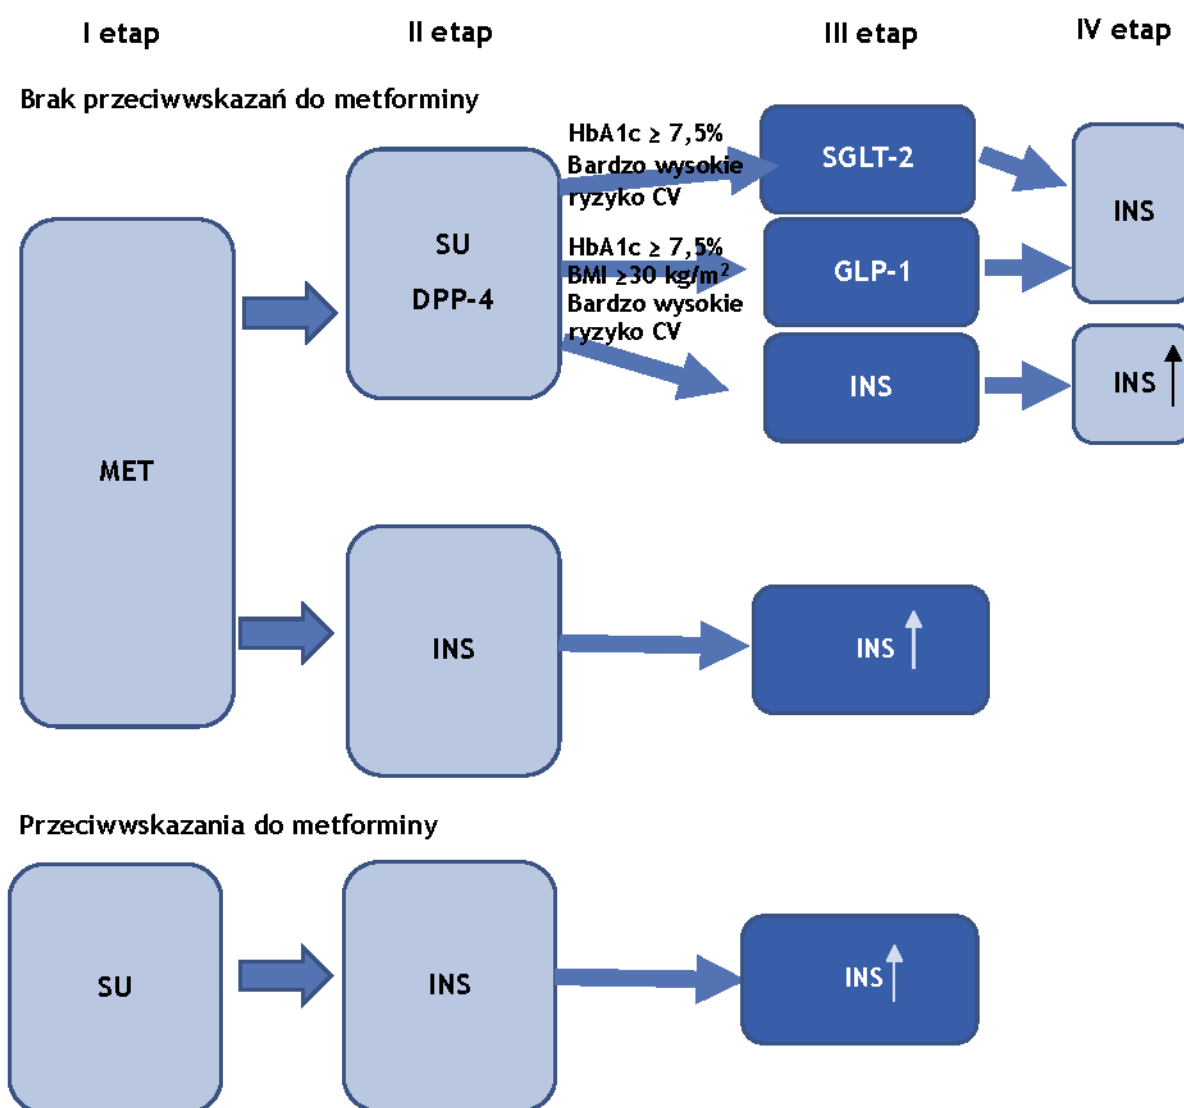 I etap
II etap
III etap
IV etap
Brak przeciwwskazań do metforminy
MET
SU
DPP-4
HbA1c ≥ 7,5%
Bardzo wysokie
ryzyko CV
HbA1c ≥ 7,5%
BMI ≥30 kg/m²
Bardzo wysokie
ryzyko CV
SGLT-2
GLP-1
INS
INS
INS
INS
INS
Przeciwwskazania do metforminy
SU
INS
INS